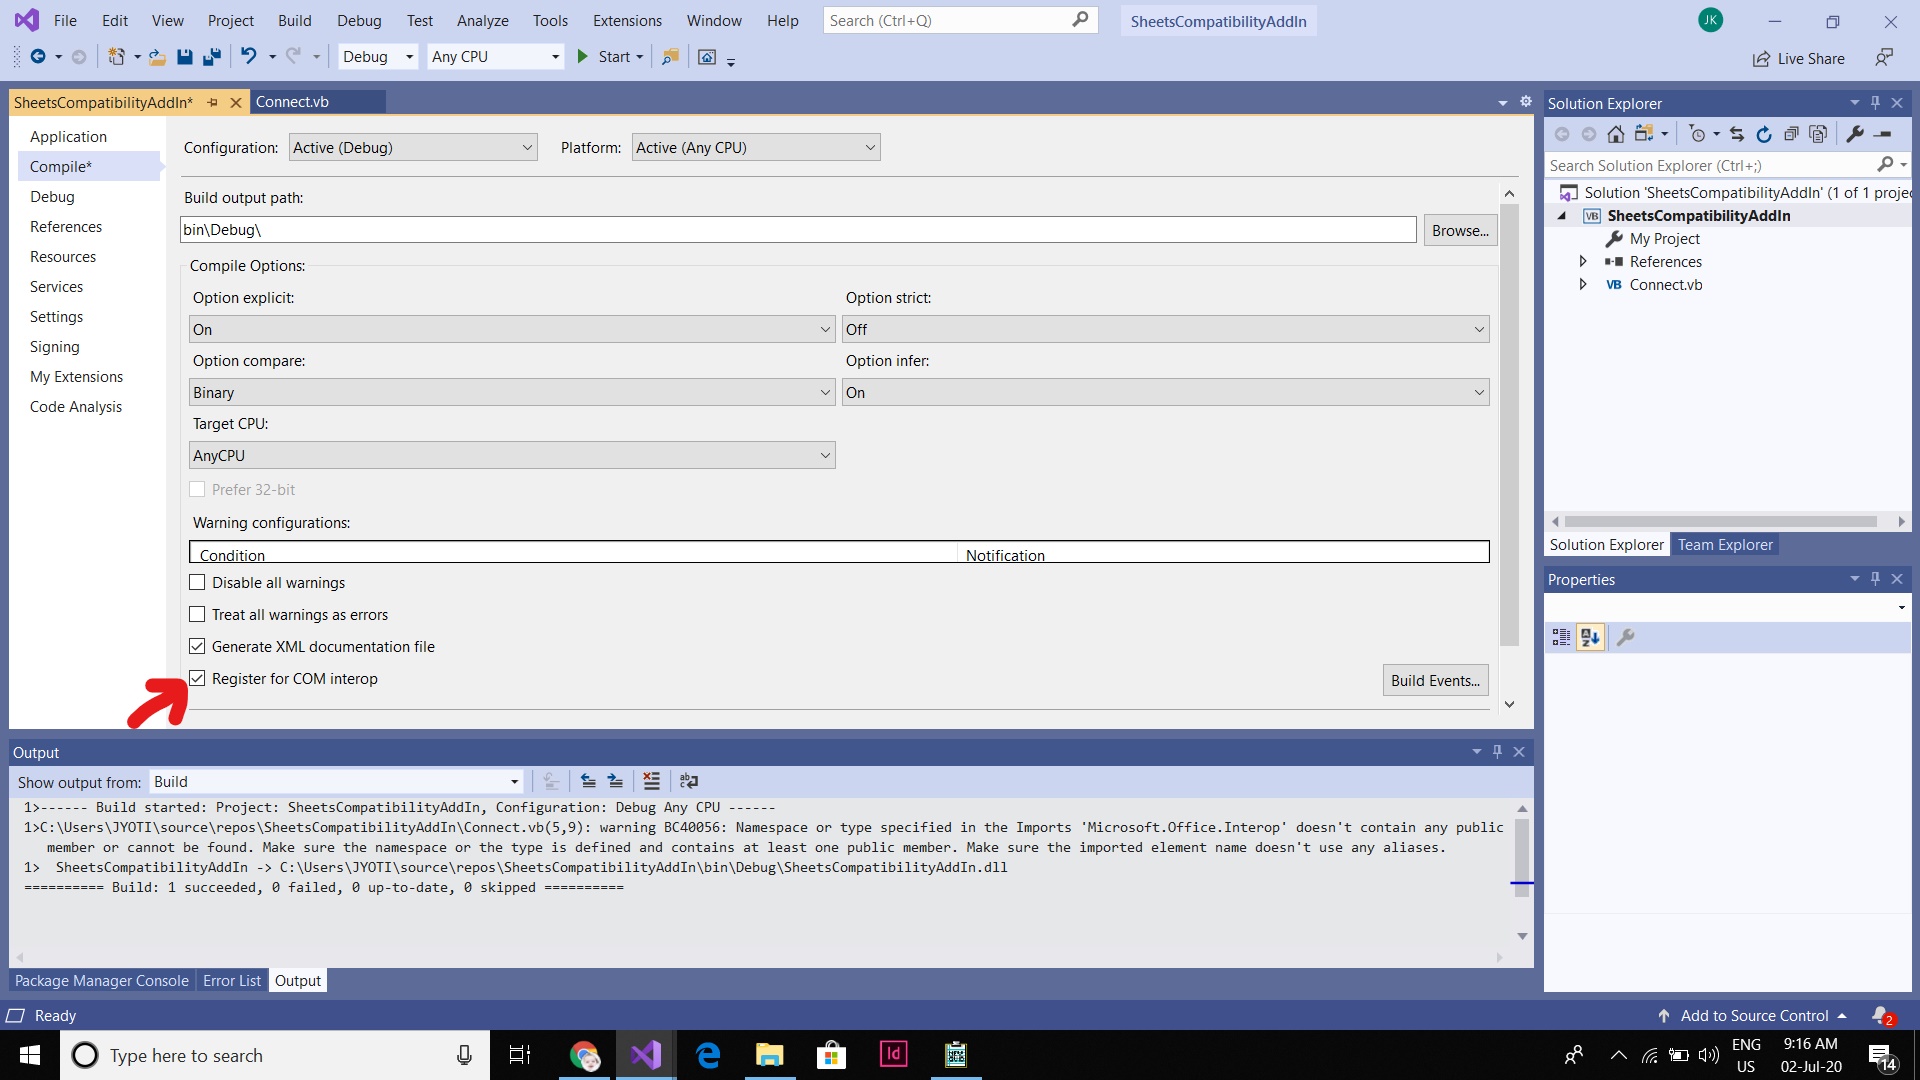 File Edit View Project Build Debug Test Analyze Tools Extensions Window Help Search (Ctrl+Q) SheetsCompatibilityAddIn JK
Debug Any CPU Start Live Share
SheetsCompatibilityAddIn* Connect.vb
Application
Compile*
Debug
References
Resources
Services
Settings
Signing
My Extensions
Code Analysis
Configuration: Active (Debug) Platform: Active (Any CPU)
Build output path:
bin\Debug\ Browse...
Compile Options:
Option explicit: Option strict:
On Off
Option compare: Option infer:
Binary On
Target CPU:
AnyCPU
Prefer 32-bit
Warning configurations:
Condition Notification
Disable all warnings
Treat all warnings as errors
Generate XML documentation file
Register for COM interop
Build Events...
Solution Explorer
Search Solution Explorer (Ctrl+;)
Solution 'SheetsCompatibilityAddIn' (1 of 1 projec
VB SheetsCompatibilityAddIn
My Project
References
VB Connect.vb
Solution Explorer Team Explorer
Properties
Output
Show output from: Build
1>------ Build started: Project: SheetsCompatibilityAddIn, Configuration: Debug Any CPU ------
1>C:\Users\JYOTI\source\repos\SheetsCompatibilityAddIn\Connect.vb(5,9): warning BC40056: Namespace or type specified in the Imports 'Microsoft.Office.Interop' doesn't contain any public
member or cannot be found. Make sure the namespace or the type is defined and contains at least one public member. Make sure the imported element name doesn't use any aliases.
1>  SheetsCompatibilityAddIn -> C:\Users\JYOTI\source\repos\SheetsCompatibilityAddIn\bin\Debug\SheetsCompatibilityAddIn.dll
========== Build: 1 succeeded, 0 failed, 0 up-to-date, 0 skipped ==========
Package Manager Console Error List Output
Ready Add to Source Control 2
Type here to search Id ENG 9:16 AM
US 02-Jul-20 14